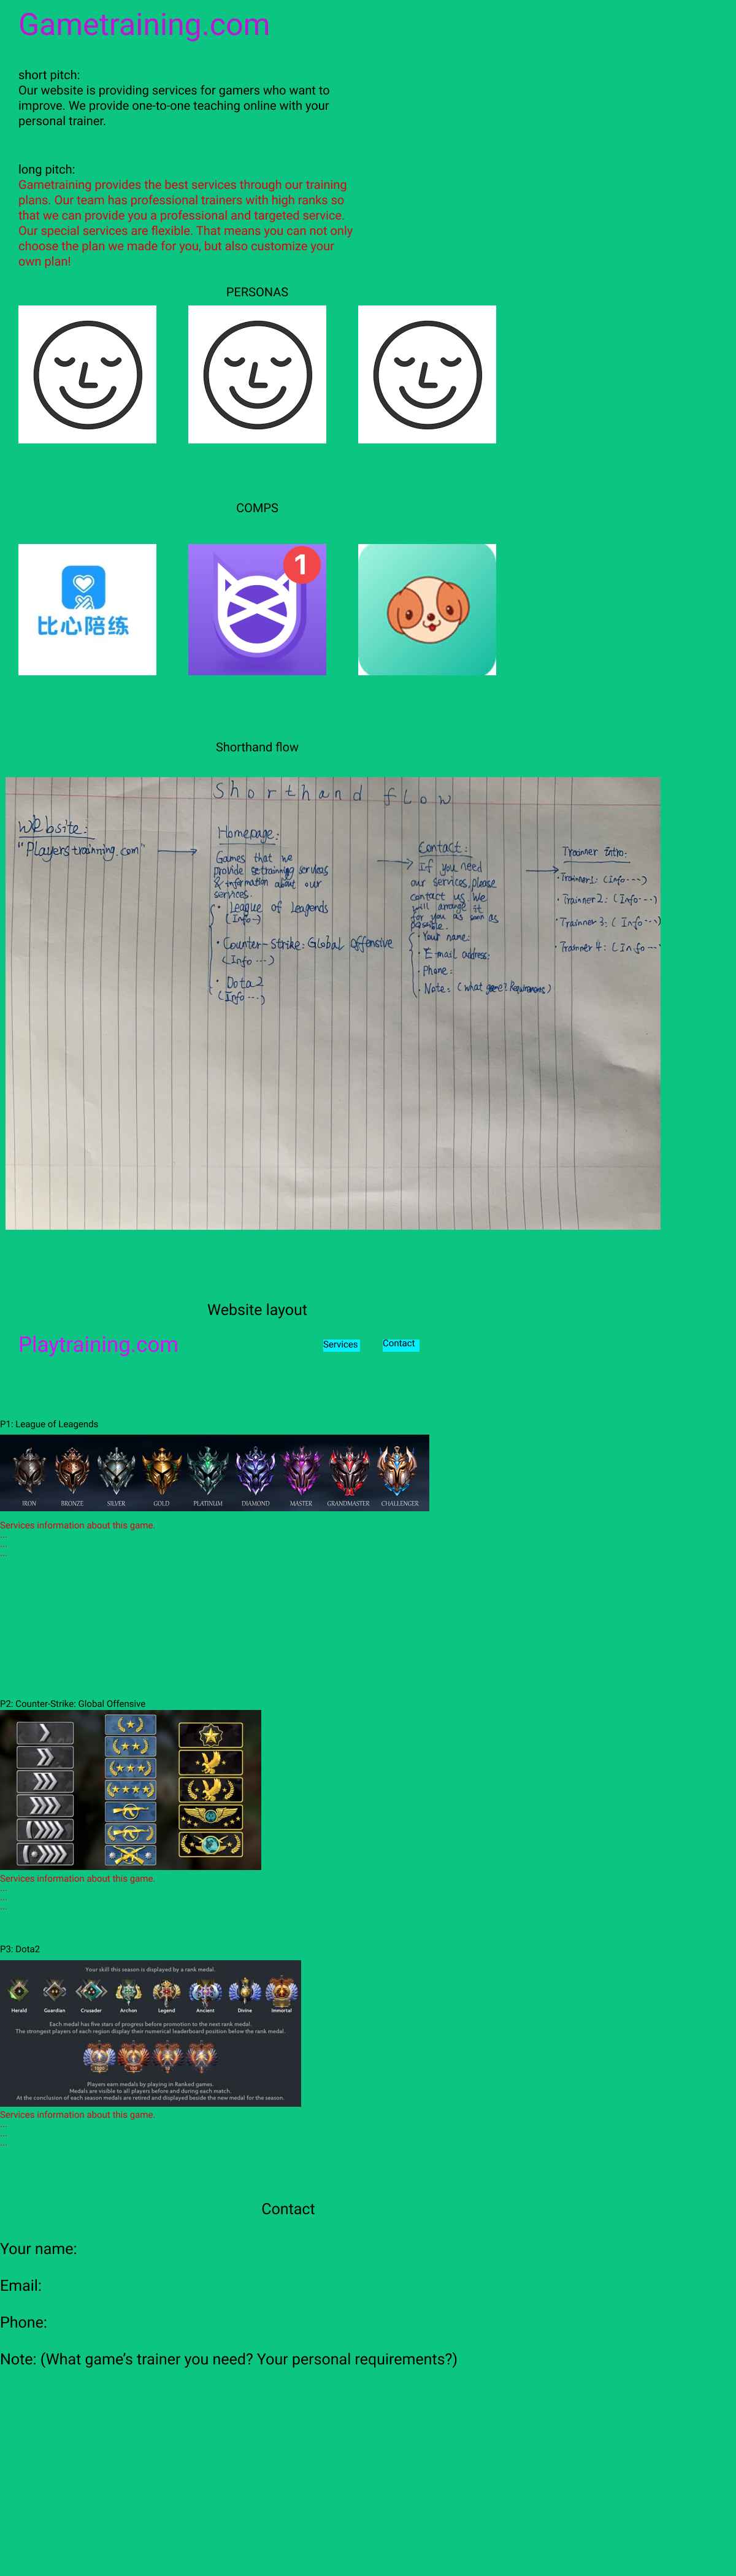 Gametraining.com
short pitch:
Our website is providing services for gamers who want to
improve. We provide one-to-one teaching online with your
personal trainer.
long pitch:
Gametraining provides the best services through our training
plans. Our team has professional trainers with high ranks so
that we can provide you a professional and targeted service.
Our special services are flexible. That means you can not only
choose the plan we made for you, but also customize your
own plan!
PERSONAS
COMPS
比心陪练
1
Shorthand flow
Shorthand flow
Website:
"Playerstrainning.com"
Homepage:
Games that we
provide trainning services
& information about our
services.
· League of Leagends
(Info…)
· Counter-Strike: Global Offensive
(Info…)
· Dota2
(Info…)
Contact:
If you need
our services, please
contact us. We
will arrange it
for you as soon as
possible.
· Your name:
· E-mail address:
· Phone:
· Note: (what game? Requirements)
Trainner Intro:
· Trainner1: (Info---)
· Trainner2: (Info---)
· Trainner3: (Info---)
· Trainner4: (Info---)
Website layout
Playtraining.com
Services
Contact
P1: League of Leagends
IRON BRONZE SILVER GOLD PLATINUM DIAMOND MASTER GRANDMASTER CHALLENGER
Services information about this game.
...
...
...
P2: Counter-Strike: Global Offensive
Services information about this game.
...
...
...
P3: Dota2
Your skill this season is displayed by a rank medal.
Herald Guardian Crusader Archon Legend Ancient Divine Immortal
Each medal has five stars of progress before promotion to the next rank medal.
The strongest players of each region display their numerical leaderboard position below the rank medal.
Players earn medals by playing in Ranked games.
Medals are visible to all players before and during each match.
At the conclusion of each season medals are retired and displayed beside the new medal for the season.
Services information about this game.
...
...
...
Contact
Your name:
Email:
Phone:
Note: (What game's trainer you need? Your personal requirements?)